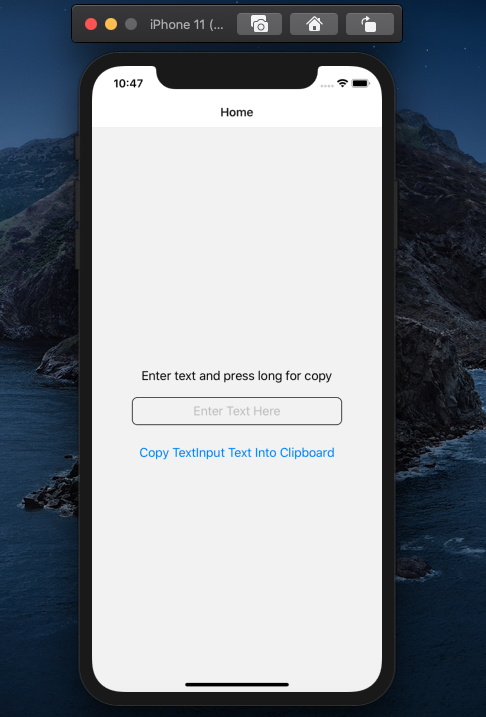 iPhone 11 (...
10:47
Home
Enter text and press long for copy
Enter Text Here
Copy TextInput Text Into Clipboard